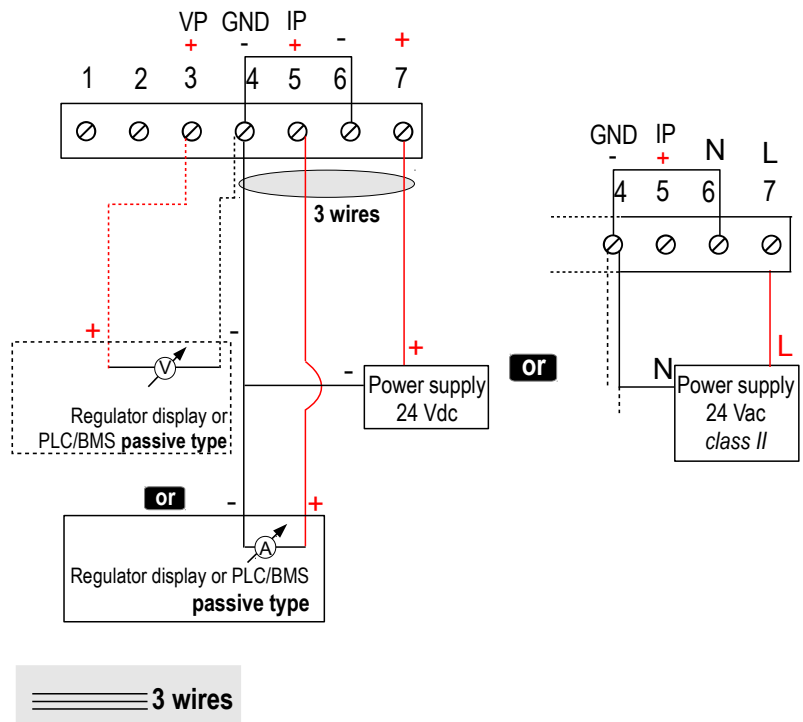 VP GND IP
+ - + - +
1 2 3 4 5 6 7
3 wires
+
-
V
Regulator display or
PLC/BMS passive type
- +
Power supply
24 Vdc
or
- +
A
Regulator display or PLC/BMS
passive type
or
GND IP N L
- +
4 5 6 7
N L
Power supply
24 Vac
class II
3 wires